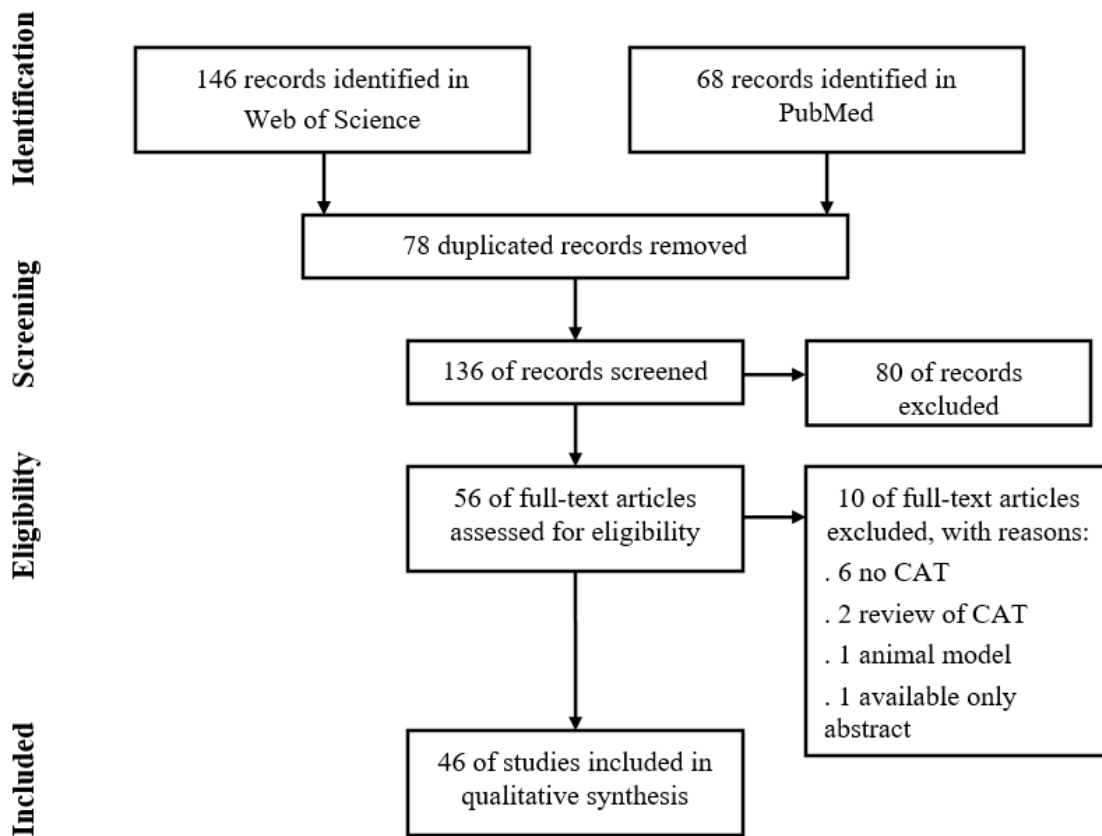 Identification
146 records identified in
Web of Science
68 records identified in
PubMed
78 duplicated records removed
Screening
136 of records screened
80 of records
excluded
Eligibility
56 of full-text articles
assessed for eligibility
10 of full-text articles
excluded, with reasons:
. 6 no CAT
. 2 review of CAT
. 1 animal model
. 1 available only
abstract
Included
46 of studies included in
qualitative synthesis